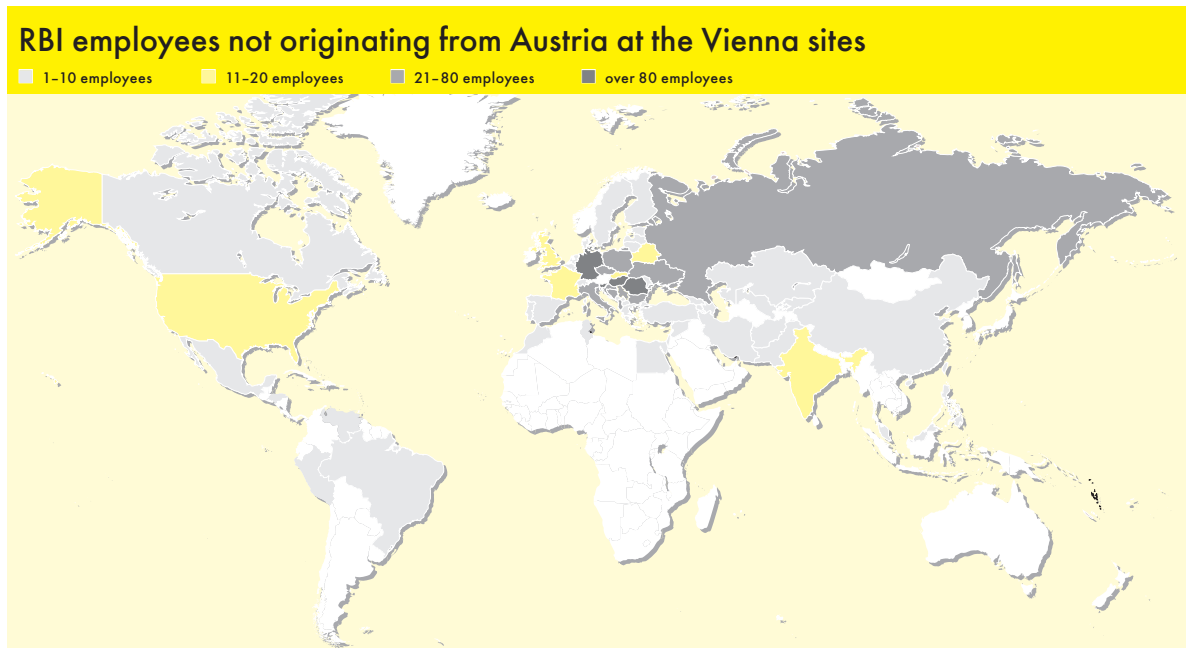 RBI employees not originating from Austria at the Vienna sites
1–10 employees 11–20 employees 21–80 employees over 80 employees